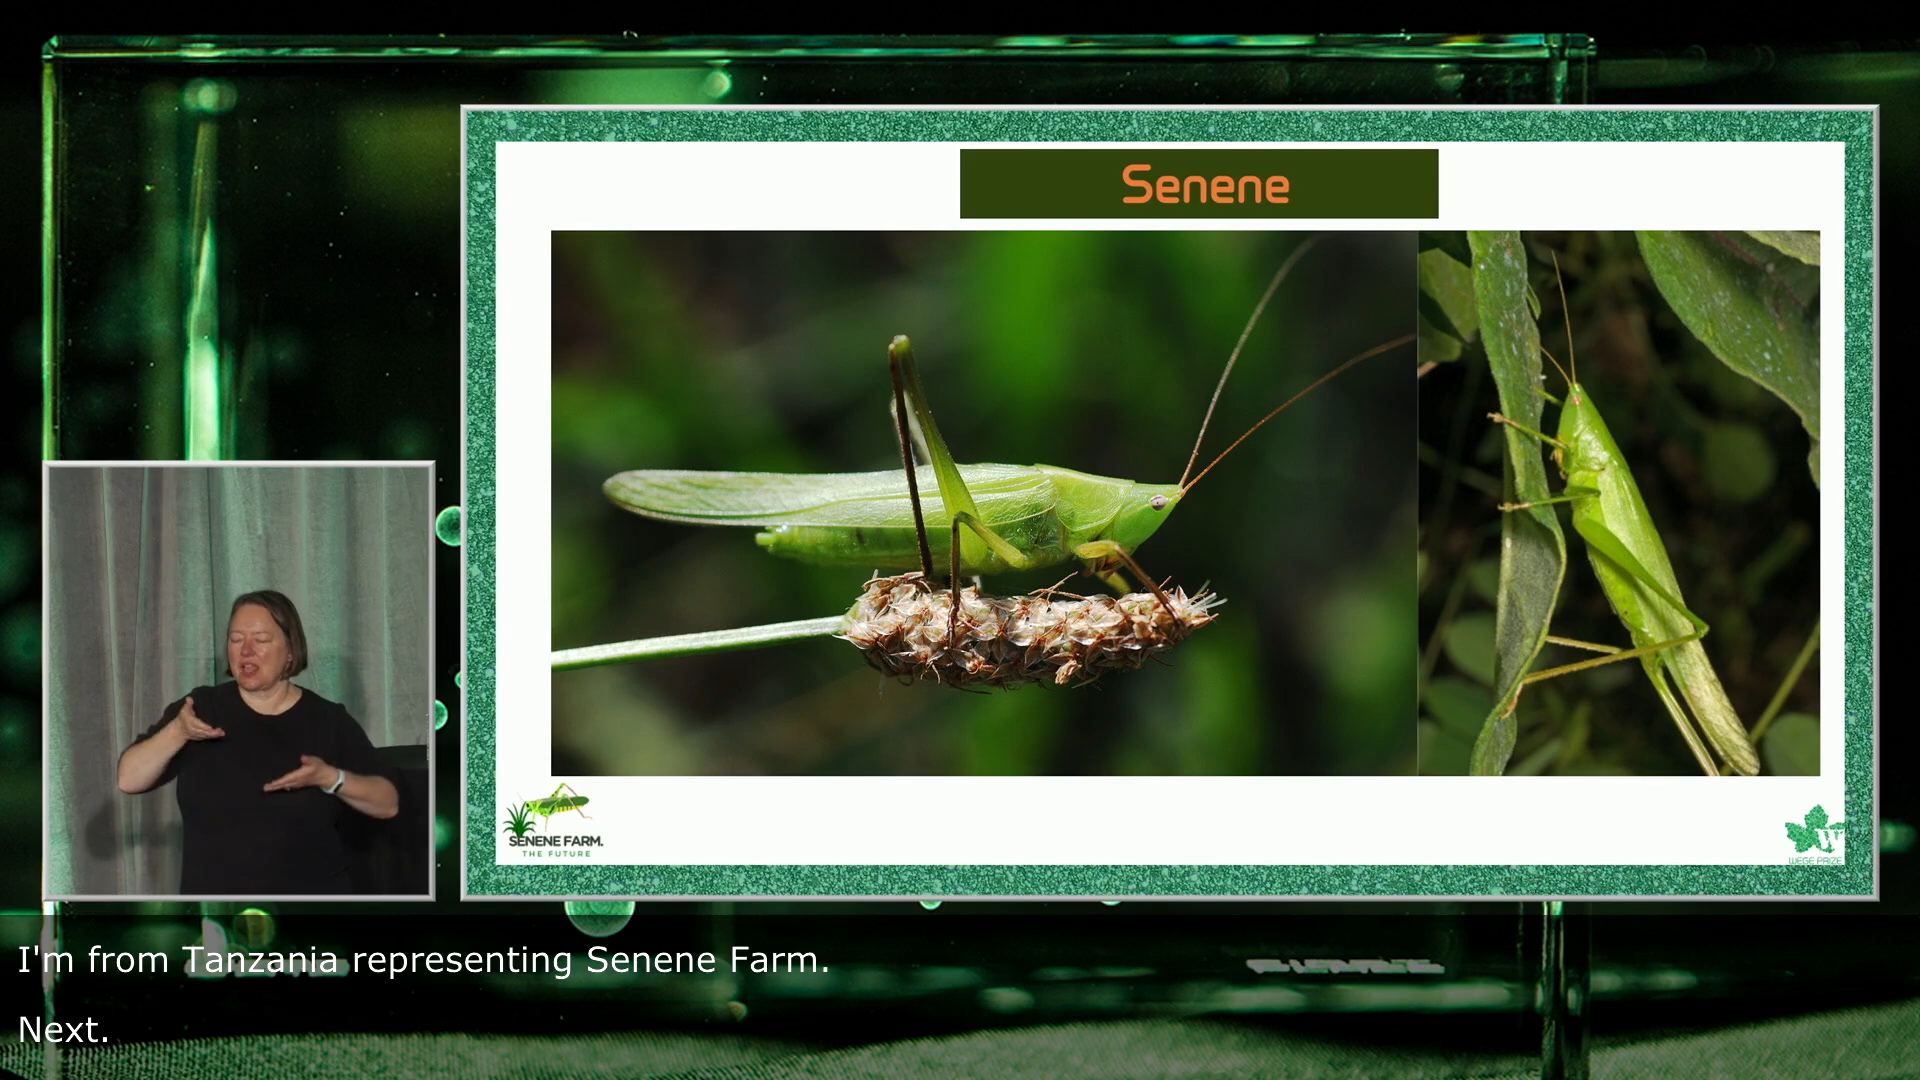 Senene
SENENE FARM.
THE FUTURE
W
WEGE PRIZE
I'm from Tanzania representing Senene Farm.
Next.